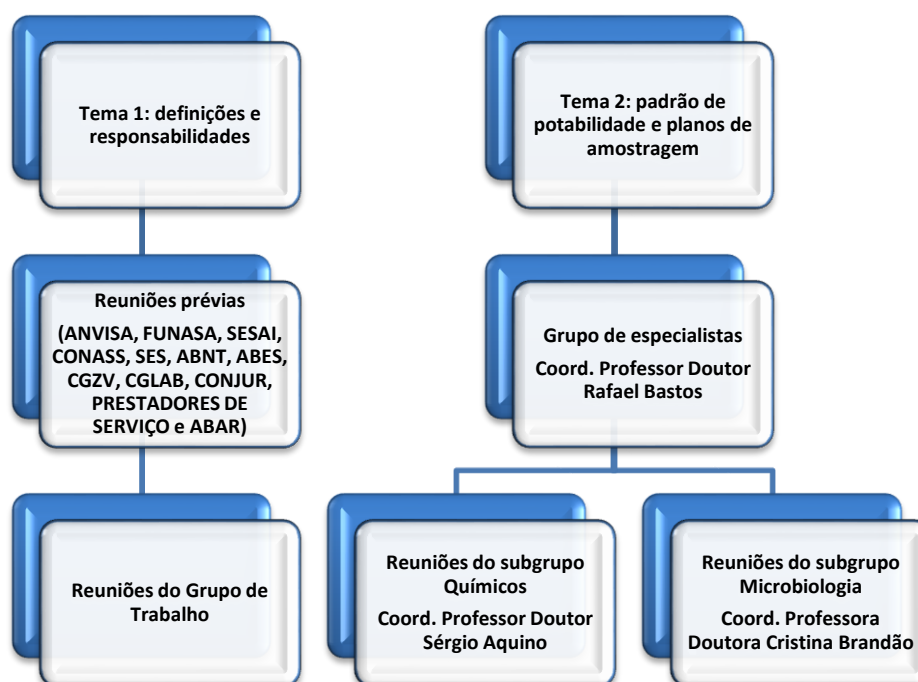 Tema 1: definições e
responsabilidades
Reuniões prévias
(ANVISA, FUNASA, SESAI,
CONASS, SES, ABNT, ABES,
CGZV, CGLAB, CONJUR,
PRESTADORES DE
SERVIÇO e ABAR)
Reuniões do Grupo de
Trabalho
Tema 2: padrão de
potabilidade e planos de
amostragem
Grupo de especialistas
Coord. Professor Doutor
Rafael Bastos
Reuniões do subgrupo
Químicos
Coord. Professor Doutor
Sérgio Aquino
Reuniões do subgrupo
Microbiologia
Coord. Professora
Doutora Cristina Brandão